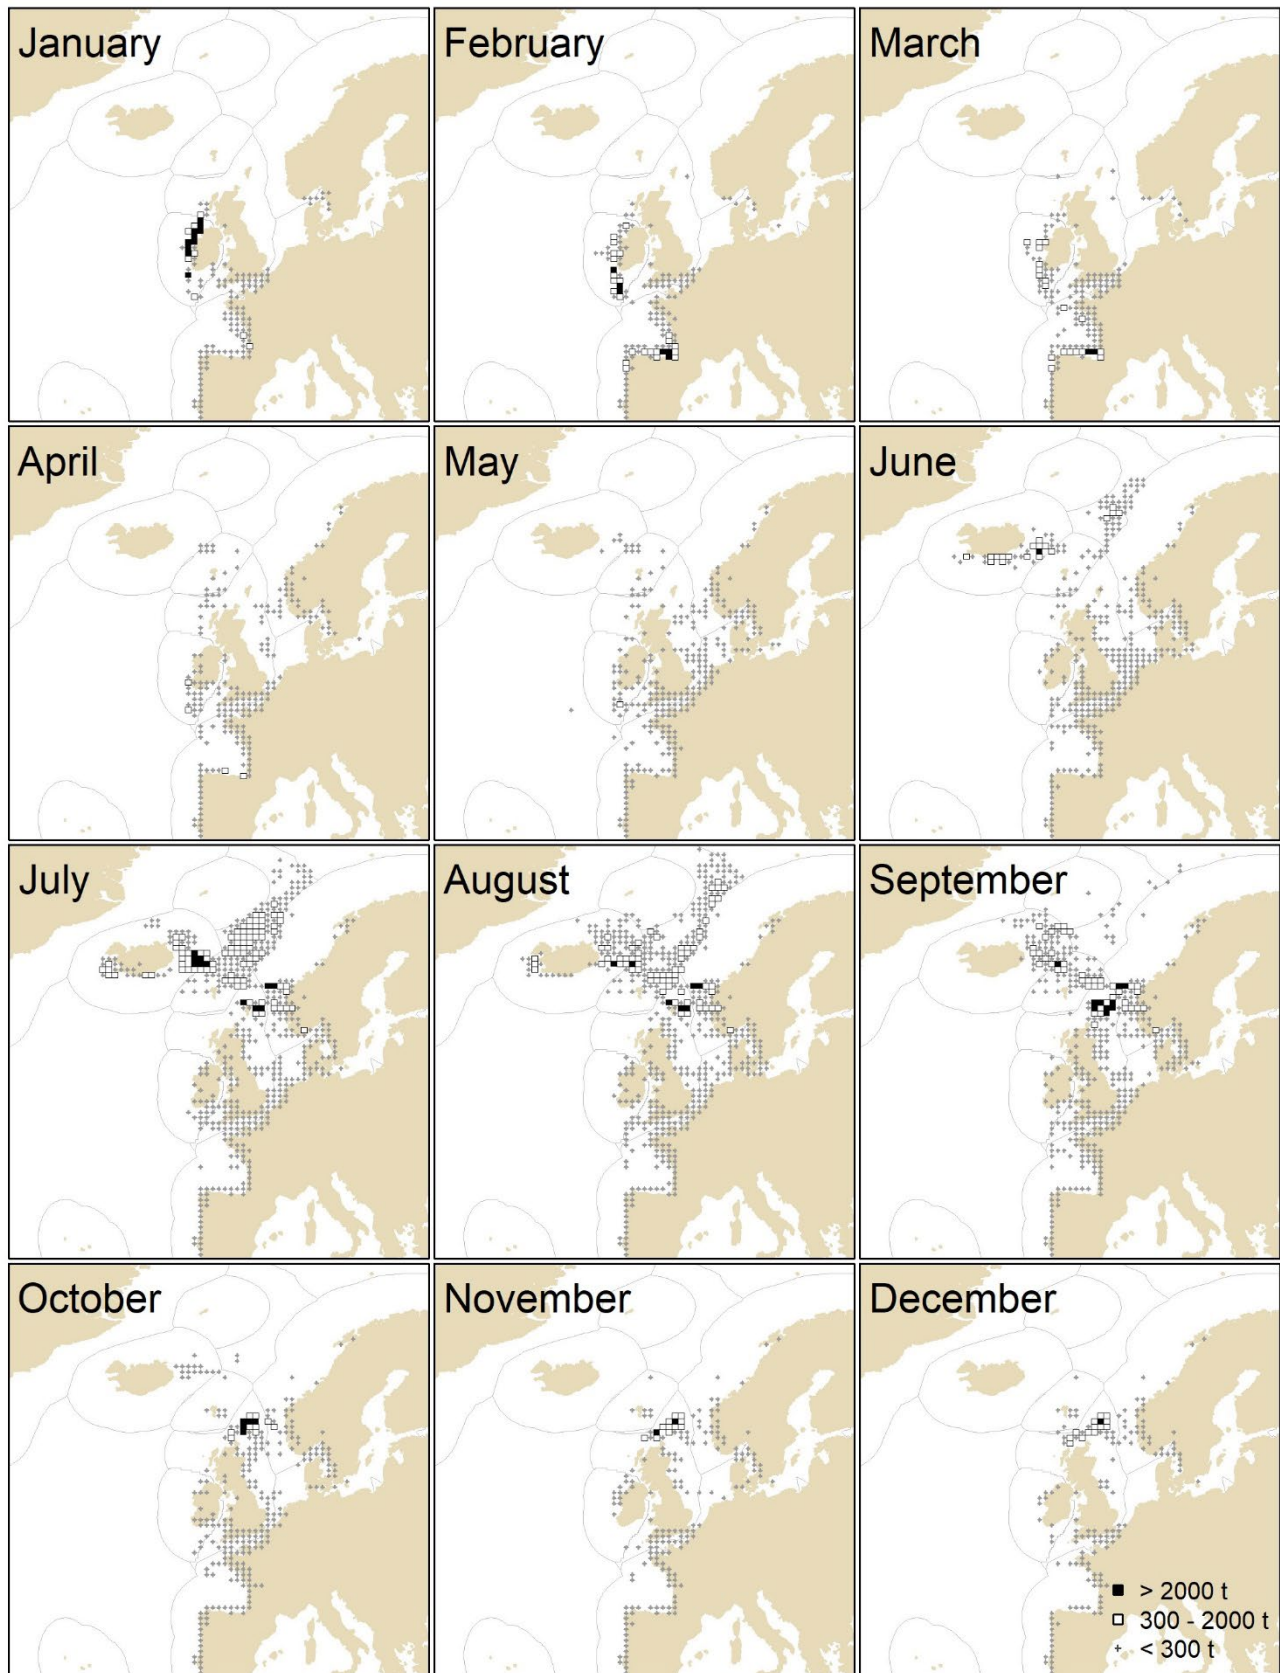 January
February
March
April
May
June
July
August
September
October
November
December
> 2000 t
300 - 2000 t
< 300 t